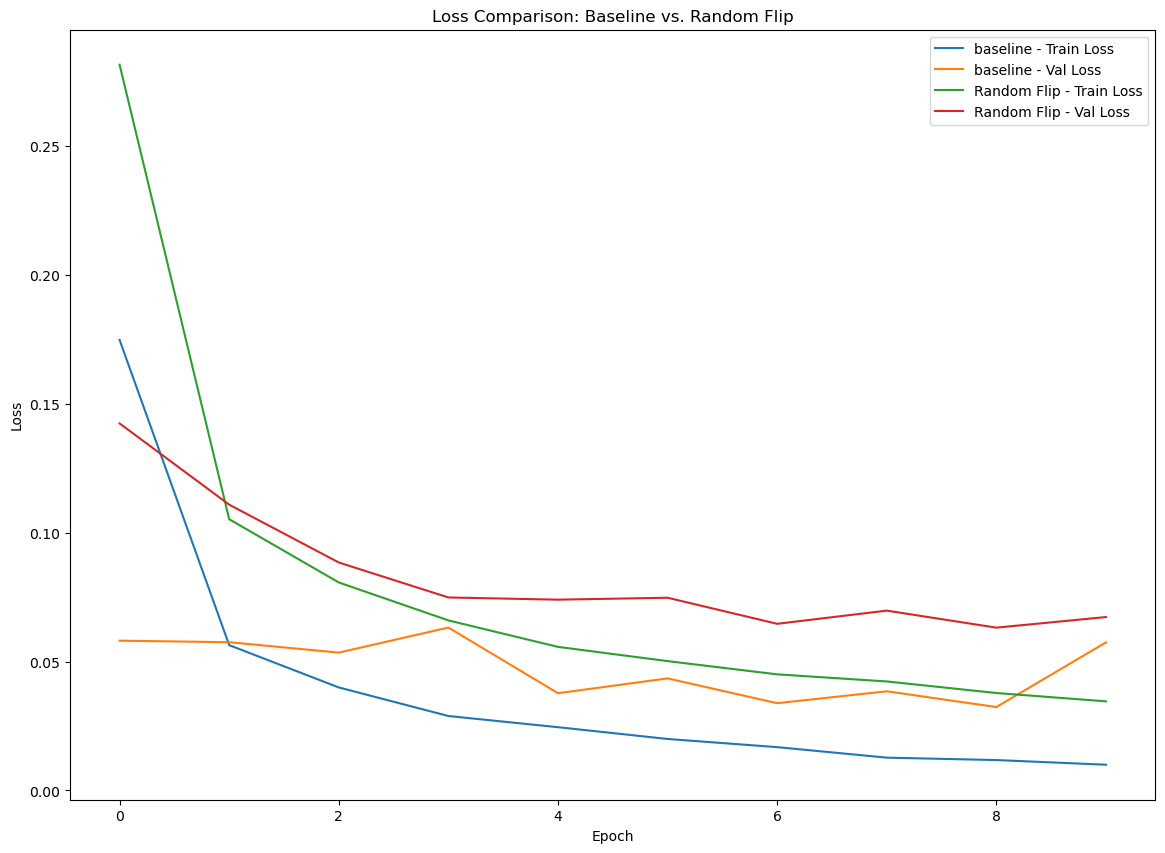 Loss Comparison: Baseline vs. Random Flip
baseline - Train Loss
baseline - Val Loss
Random Flip - Train Loss
Random Flip - Val Loss
0.25
0.20
0.15
0.10
0.05
0.00
Loss
0 2 4 6 8
Epoch